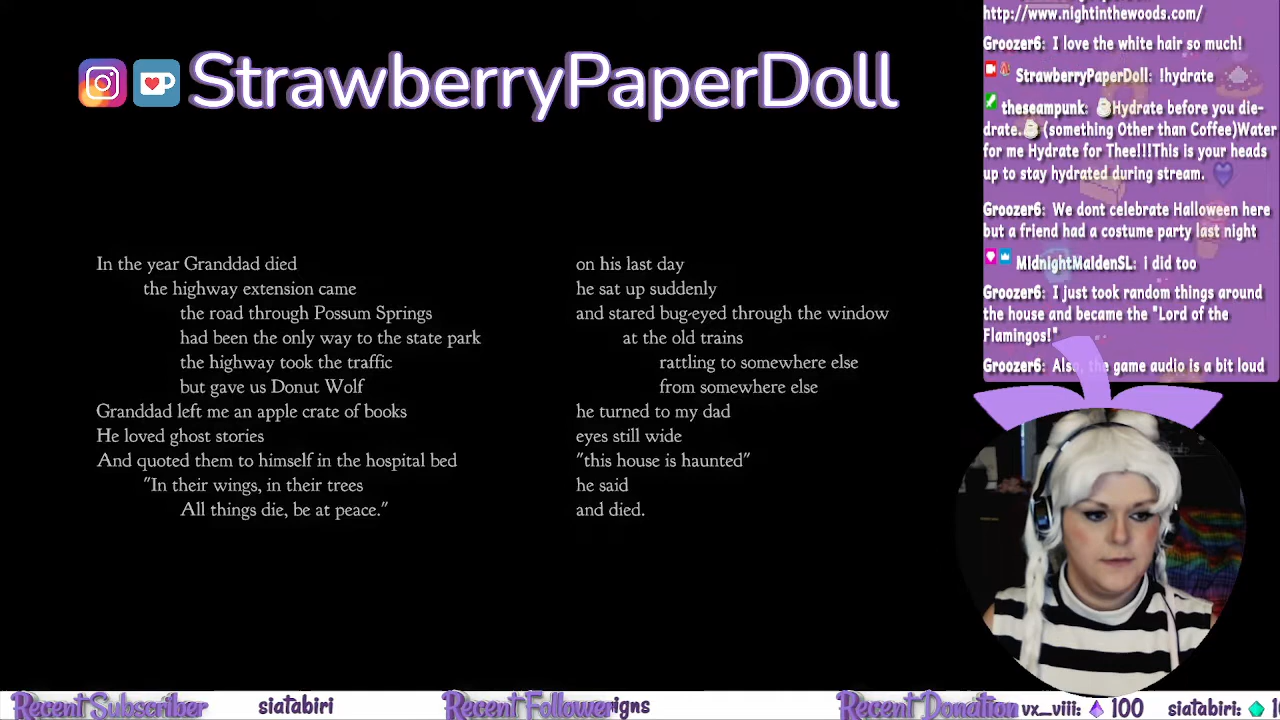 StrawberryPaperDoll
In the year Granddad died
the highway extension came
the road through Possum Springs
had been the only way to the state park
the highway took the traffic
but gave us Donut Wolf
Granddad left me an apple crate of books
He loved ghost stories
And quoted them to himself in the hospital bed
"In their wings, in their trees
All things die, be at peace."
on his last day
he sat up suddenly
and stared bug-eyed through the window
at the old trains
rattling to somewhere else
from somewhere else
he turned to my dad
eyes still wide
"this house is haunted"
he said
and died.
http://www.nightinthewoods.com/
Groozer6: I love the white hair so much!
StrawberryPaperDoll: !hydrate
theseampunk: Hydrate before you die-
drate. (something Other than Coffee)Water
for me Hydrate for Thee!!!This is your heads
up to stay hydrated during stream.
Groozer6: We dont celebrate Halloween here
but a friend had a costume party last night
MidnightMaidenSL: i did too
Groozer6: I just took random things around
the house and became the "Lord of the
Flamingos!"
Groozer6: Also, the game audio is a bit loud
Recent Subscriber siatabiri Recent Follower igns Recent Donation vx_viii: 100 siatabiri: